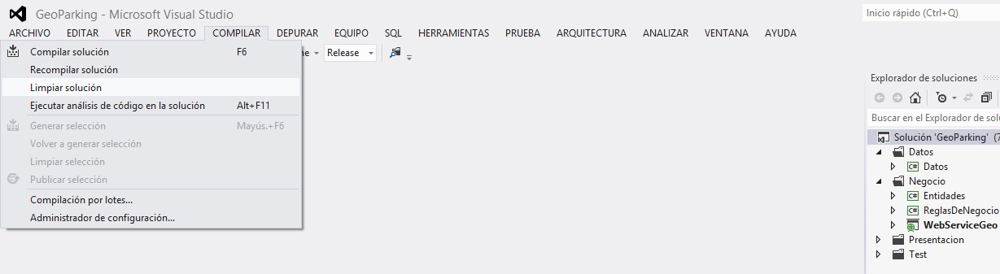 GeoParking - Microsoft Visual Studio
Inicio rápido (Ctrl+Q)
ARCHIVO EDITAR VER PROYECTO COMPILAR DEPURAR EQUIPO SQL HERRAMIENTAS PRUEBA ARQUITECTURA ANALIZAR VENTANA AYUDA
Compilar solución F6
Release
Recompilar solución
Limpiar solución
Ejecutar análisis de código en la solución Alt+F11
Generar selección Mayús.+F6
Volver a generar selección
Limpiar selección
Publicar selección
Compilación por lotes...
Administrador de configuración...
Explorador de soluciones
Buscar en el Explorador de
Solución 'GeoParking'
Datos
C# Datos
Negocio
C# Entidades
C# ReglasDeNegocio
WebServiceGeo
Presentacion
Test